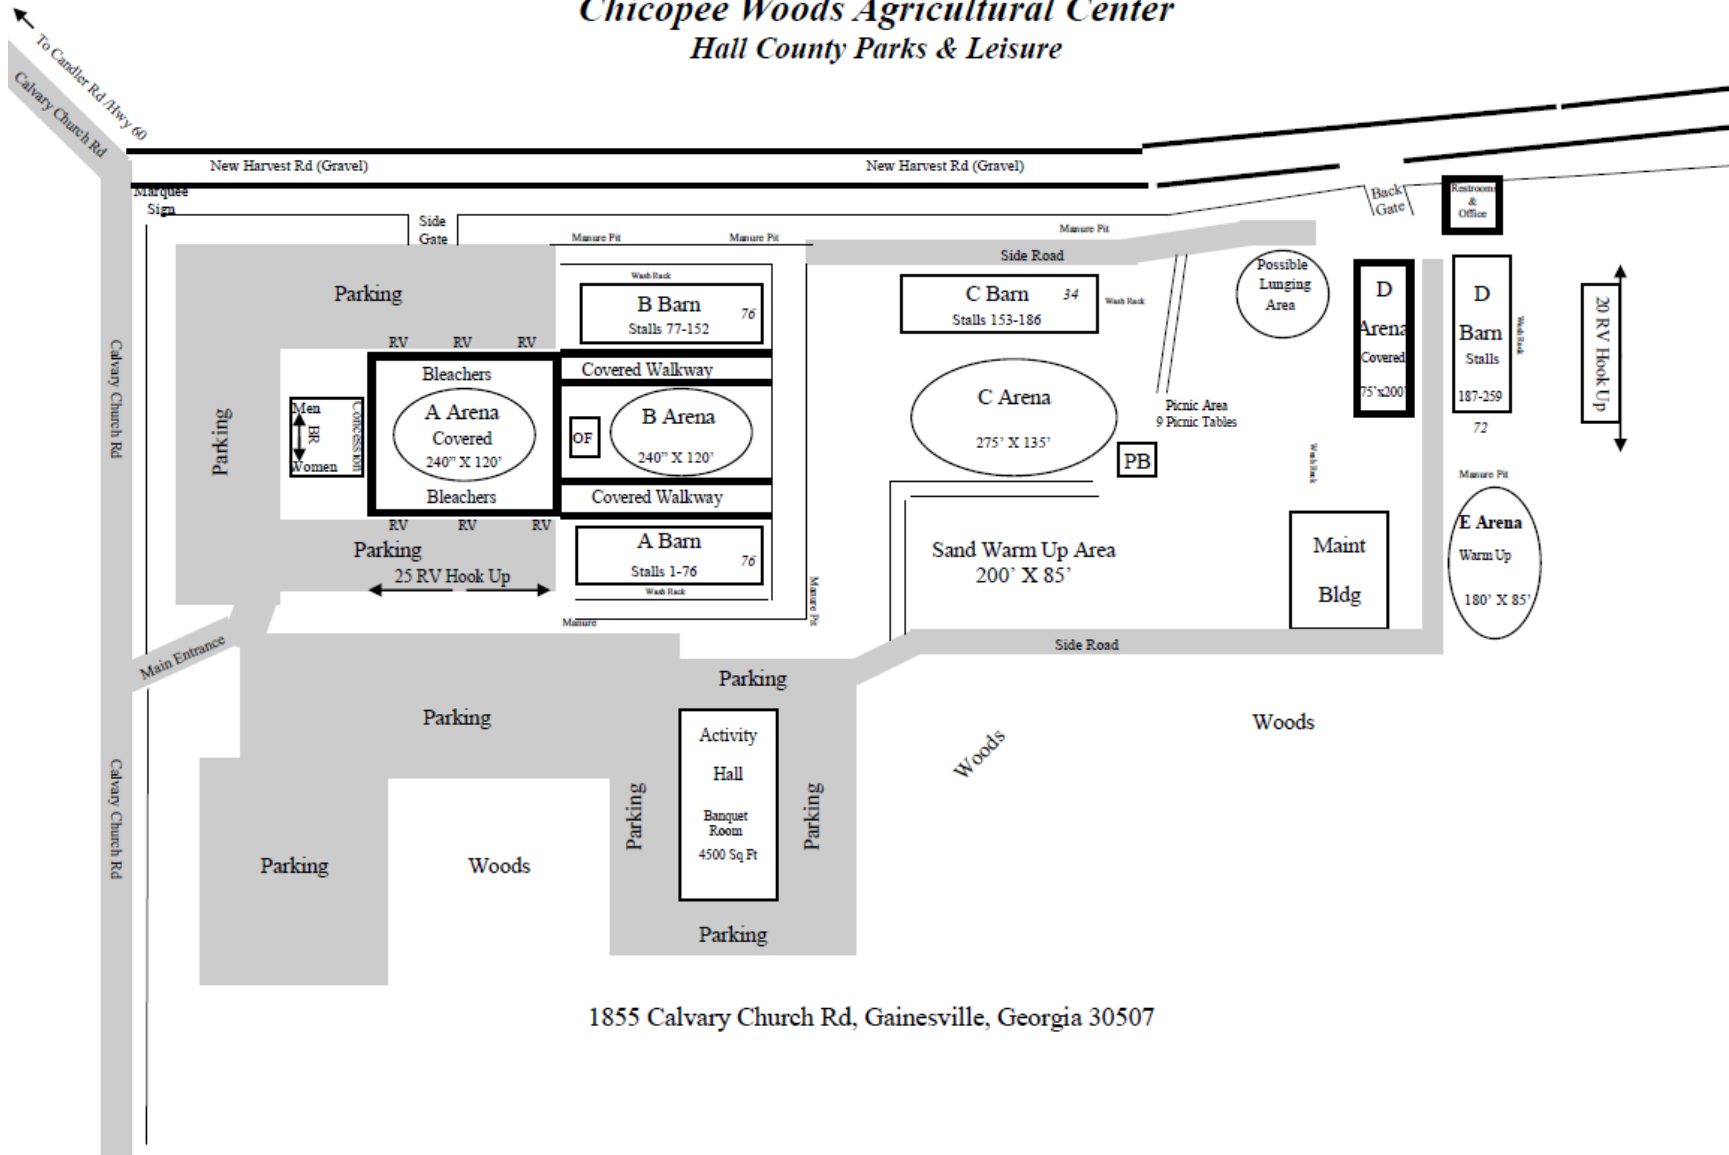 Chicopee Woods Agricultural Center
Hall County Parks & Leisure
To Candler Rd /Hwy 60
Calvary Church Rd
New Harvest Rd (Gravel)
New Harvest Rd (Gravel)
Marquee
Sign
Side
Gate
Back
Gate
Restrooms
&
Office
Manure Pit
Manure Pit
Manure Pit
Side Road
Parking
Wash Rack
B Barn
76
Stalls 77-152
C Barn
34
Stalls 153-186
Wash Rack
Possible
Lunging
Area
D
Arena
Covered
75'x200'
D
Barn
Stalls
187-259
72
Wash Rack
20 RV Hook Up
RV
RV
RV
Bleachers
Covered Walkway
Calvary Church Rd
Parking
Men
BR
Women
Concession
A Arena
Covered
240" X 120'
Bleachers
OF
B Arena
240" X 120'
Covered Walkway
C Arena
275' X 135'
Picnic Area
9 Picnic Tables
PB
Wash Rack
Manure Pit
E Arena
Warm Up
180' X 85'
RV
RV
RV
Parking
25 RV Hook Up
A Barn
76
Stalls 1-76
Wash Rack
Manure
Manure Pit
Sand Warm Up Area
200' X 85'
Maint
Bldg
Side Road
Main Entrance
Parking
Parking
Activity
Hall
Banquet
Room
4500 Sq Ft
Parking
Parking
Parking
Woods
Woods
Calvary Church Rd
Parking
Woods
1855 Calvary Church Rd, Gainesville, Georgia 30507